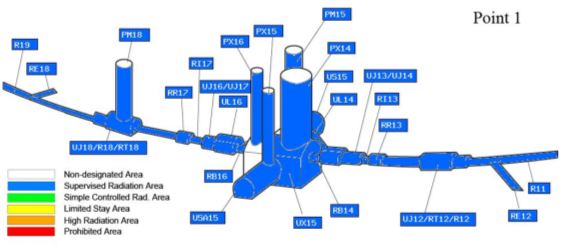 Point 1
PM15
PX15
PM18
PX16
PX14
R19
RE18
RI17
US15
UJ13/UJ14
UJ16/UJ17
RR17
UL16
UL14
RI13
RR13
UJ18/R18/RT18
Non-designated Area
Supervised Radiation Area
Simple Controlled Rad. Area
Limited Stay Area
High Radiation Area
Prohibited Area
RB16
USA15
UX15
RB14
UJ12/RT12/R12
R11
RE12